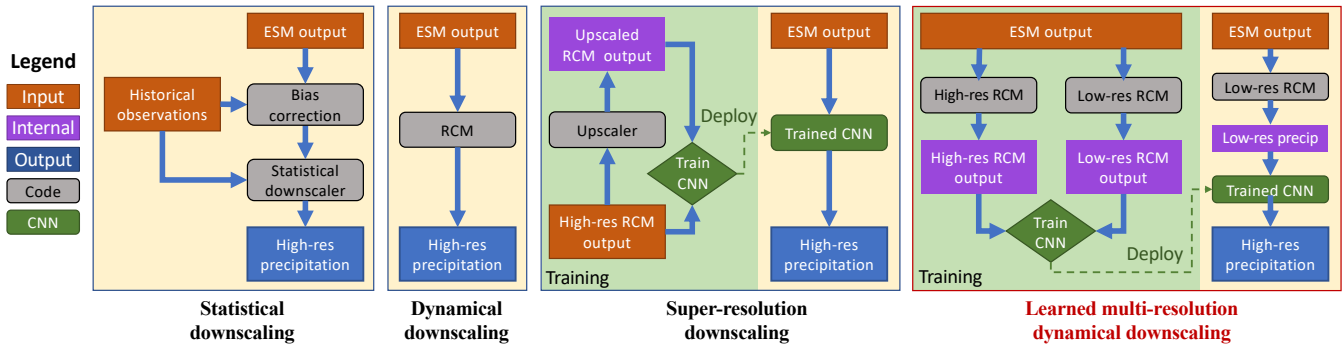 Legend
Input
Internal
Output
Code
CNN
ESM output
Historical
observations
Bias
correction
Statistical
downscaler
High-res
precipitation
Statistical
downscaling
ESM output
RCM
High-res
precipitation
Dynamical
downscaling
Upscaled
RCM output
Upscaler
High-res RCM
output
Train
CNN
Training
Deploy
ESM output
Trained CNN
High-res
precipitation
Super-resolution
downscaling
ESM output
High-res RCM
Low-res RCM
High-res RCM
output
Low-res RCM
output
Train
CNN
Training
Deploy
ESM output
Low-res RCM
Low-res precip
Trained CNN
High-res
precipitation
Learned multi-resolution
dynamical downscaling